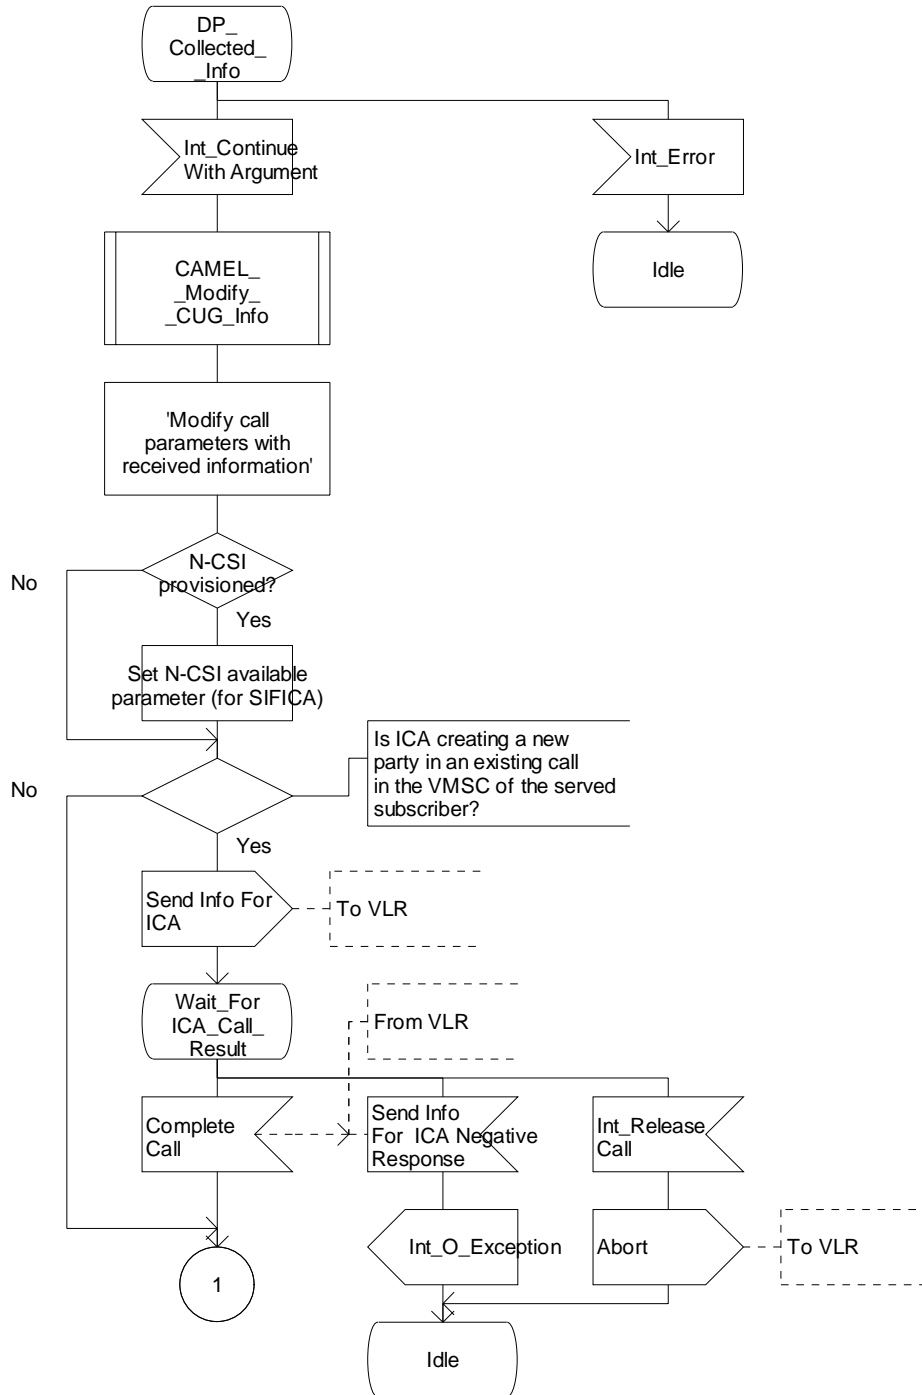 DP_
Collected_
_Info
Int_Continue
With Argument
Int_Error
CAMEL_
_Modify_
_CUG_Info
Idle
'Modify call
parameters with
received information'
N-CSI
provisioned?
No
Yes
Set N-CSI available
parameter (for SIFICA)
Is ICA creating a new
party in an existing call
in the VMSC of the served
subscriber?
No
Yes
Send Info For
ICA
To VLR
Wait_For
ICA_Call_
Result
From VLR
Complete
Call
Send Info
For ICA Negative
Response
Int_Release
Call
Int_O_Exception
Abort
To VLR
1
Idle